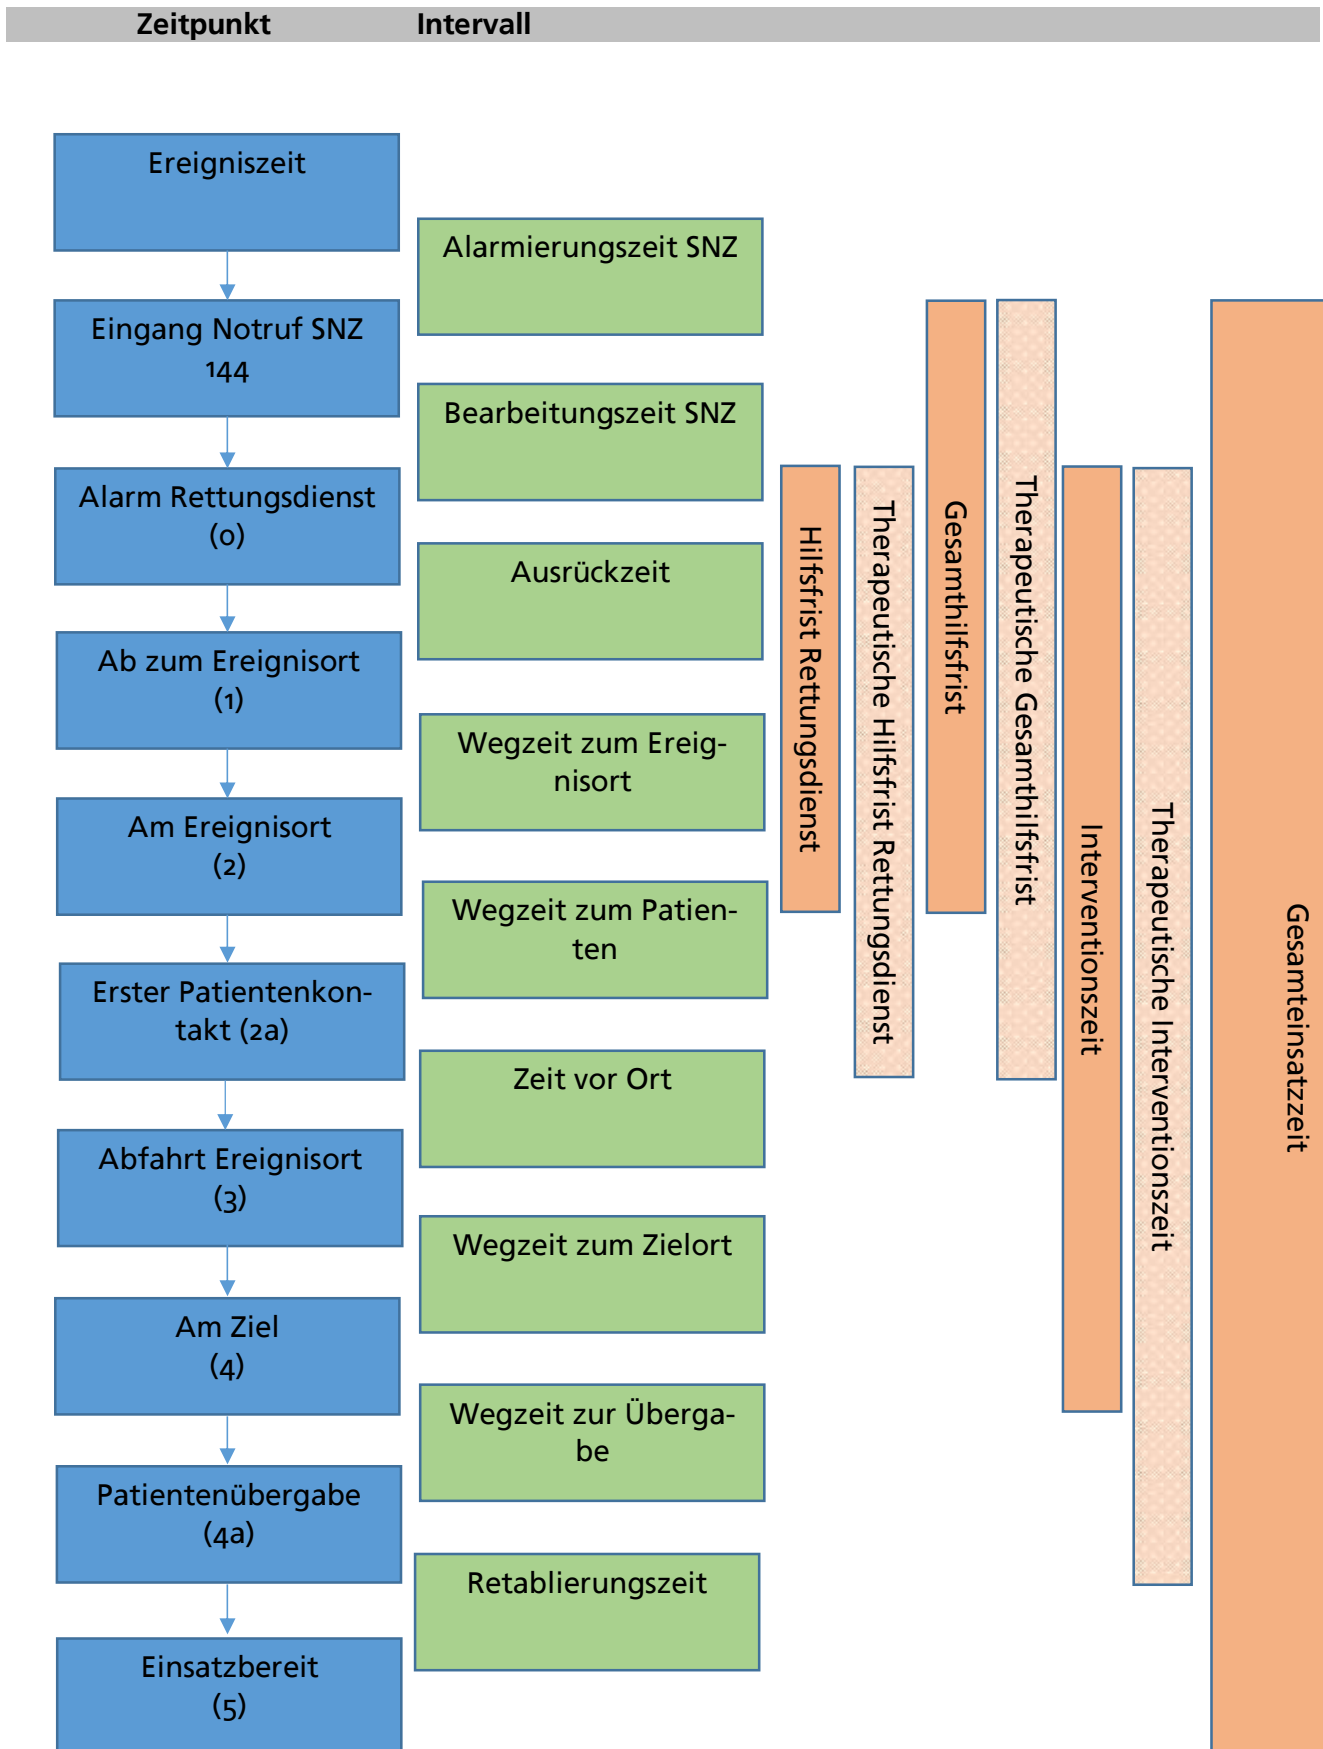 Zeitpunkt Intervall
Ereigniszeit
Alarmierungszeit SNZ
Eingang Notruf SNZ
144
Bearbeitungszeit SNZ
Alarm Rettungsdienst
(0)
Ausrückzeit
Ab zum Ereignisort
(1)
Wegzeit zum Ereig-
nisort
Am Ereignisort
(2)
Wegzeit zum Patien-
ten
Erster Patientenkon-
takt (2a)
Zeit vor Ort
Abfahrt Ereignisort
(3)
Wegzeit zum Zielort
Am Ziel
(4)
Wegzeit zur Überga-
be
Patientenübergabe
(4a)
Retablierungszeit
Einsatzbereit
(5)
Hilfsfrist Rettungsdienst
Therapeutische Hilfsfrist Rettungsdienst
Gesamthilfsfrist
Therapeutische Gesamthilfsfrist
Interventionszeit
Therapeutische Interventionszeit
Gesamteinsatzzeit